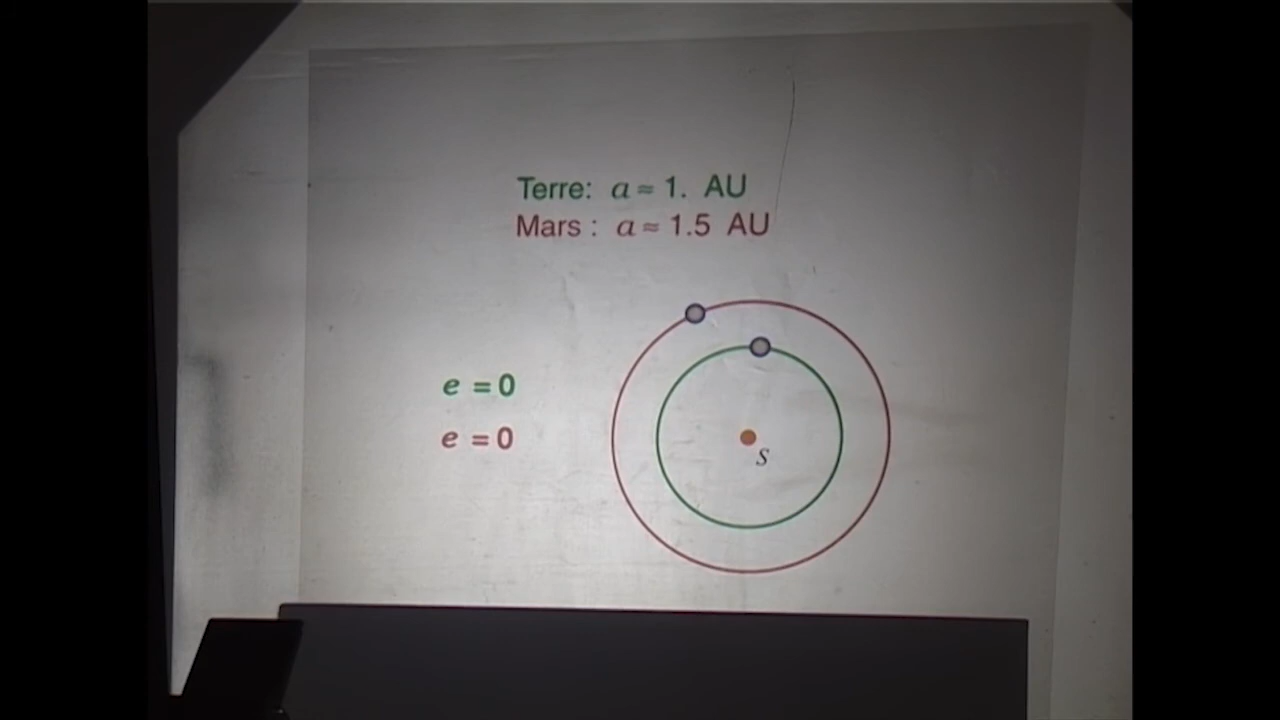 Terre: a ≈ 1. AU
Mars : a ≈ 1.5 AU
e = 0
e = 0
S